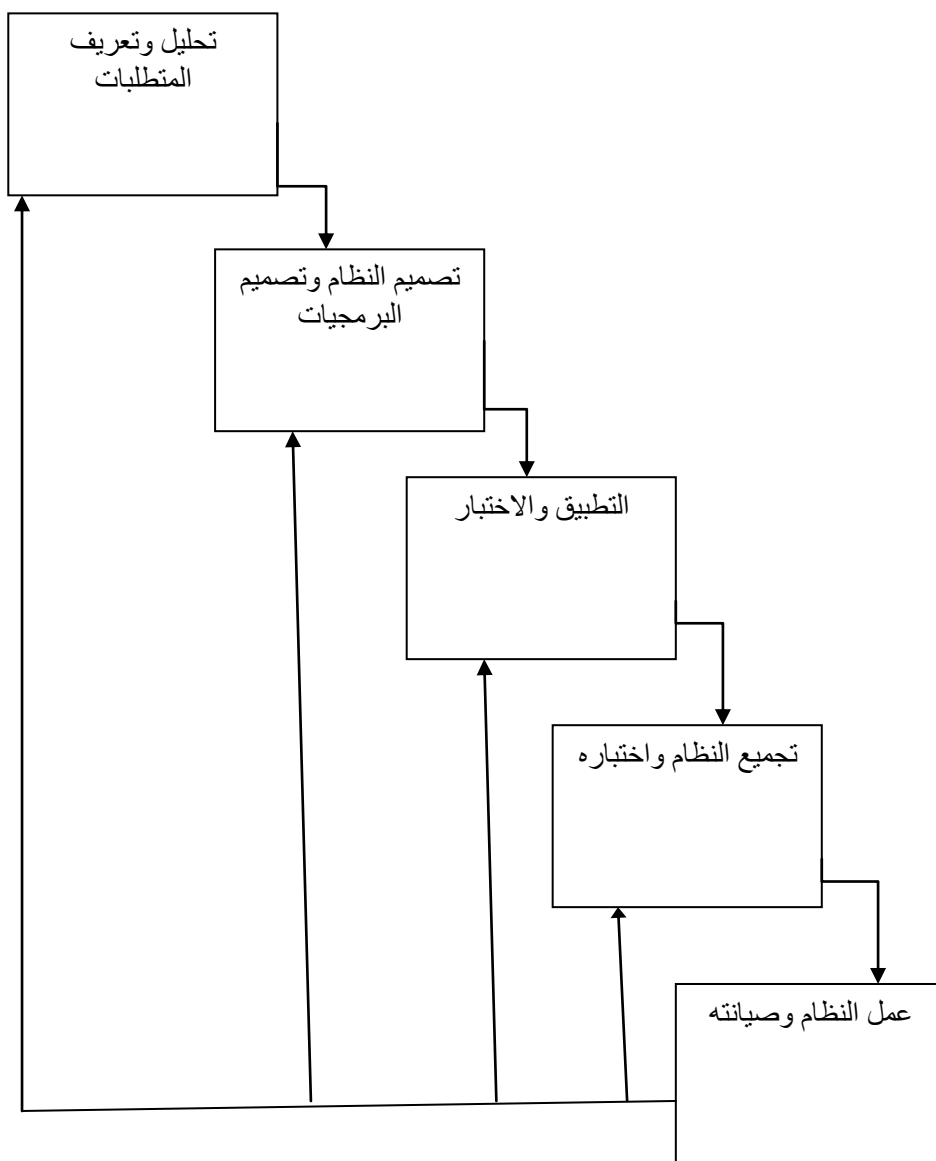 تحليل وتعريف
المتطلبات
تصميم النظام وتصميم
البرمجيات
التطبيق والاختبار
تجميع النظام واختباره
عمل النظام وصيانته